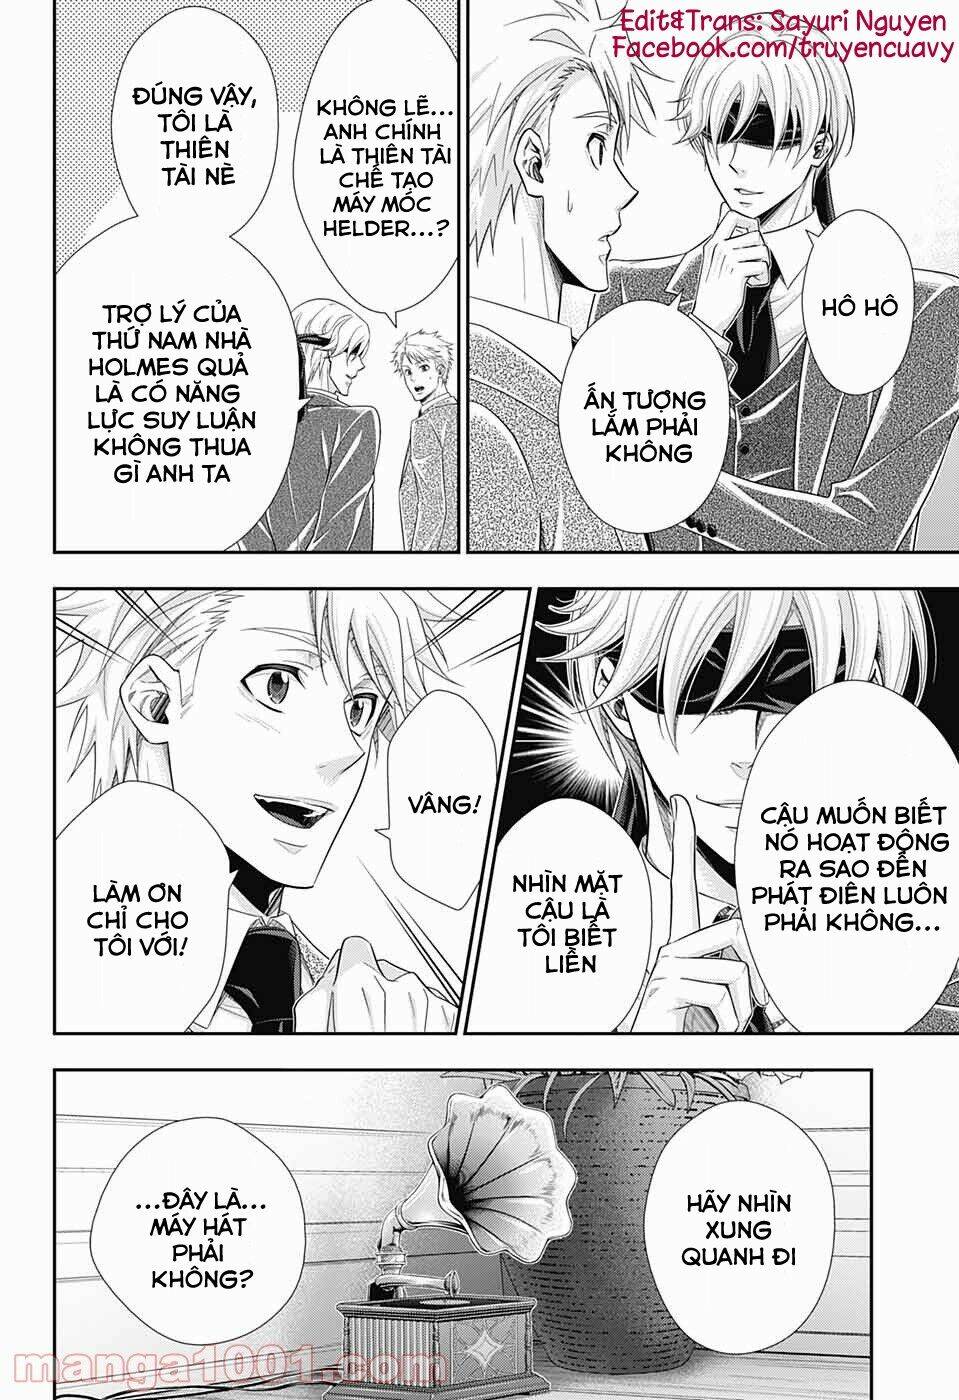 Edit&Trans: Sayuri Nguyen
Facebook.com/truyencuavy
HÔ HÔ
ẤN TƯỢNG
LẮM PHẢI
KHÔNG
KHÔNG LẼ...
ANH CHÍNH
LÀ THIÊN TÀI
CHẾ TẠO
MÁY MÓC
HELDER...?
ĐÚNG VẬY,
TÔI LÀ
THIÊN
TÀI NÈ
TRỢ LÝ CỦA
THỨ NAM NHÀ
HOLMES QUẢ
LÀ CÓ NĂNG
LỰC SUY LUẬN
KHÔNG THUA
GÌ ANH TA
CẬU MUỐN BIẾT
NÓ HOẠT ĐỘNG
RA SAO ĐẾN
PHÁT ĐIÊN LUÔN
PHẢI KHÔNG...
NHÌN MẶT
CẬU LÀ
TÔI BIẾT
LIỀN
VÂNG!
LÀM ƠN
CHỈ CHO
TÔI VỚI!
HÃY NHÌN
XUNG
QUANH ĐI
...ĐÂY LÀ...
MÁY HÁT
PHẢI
KHÔNG?
manga1001.com